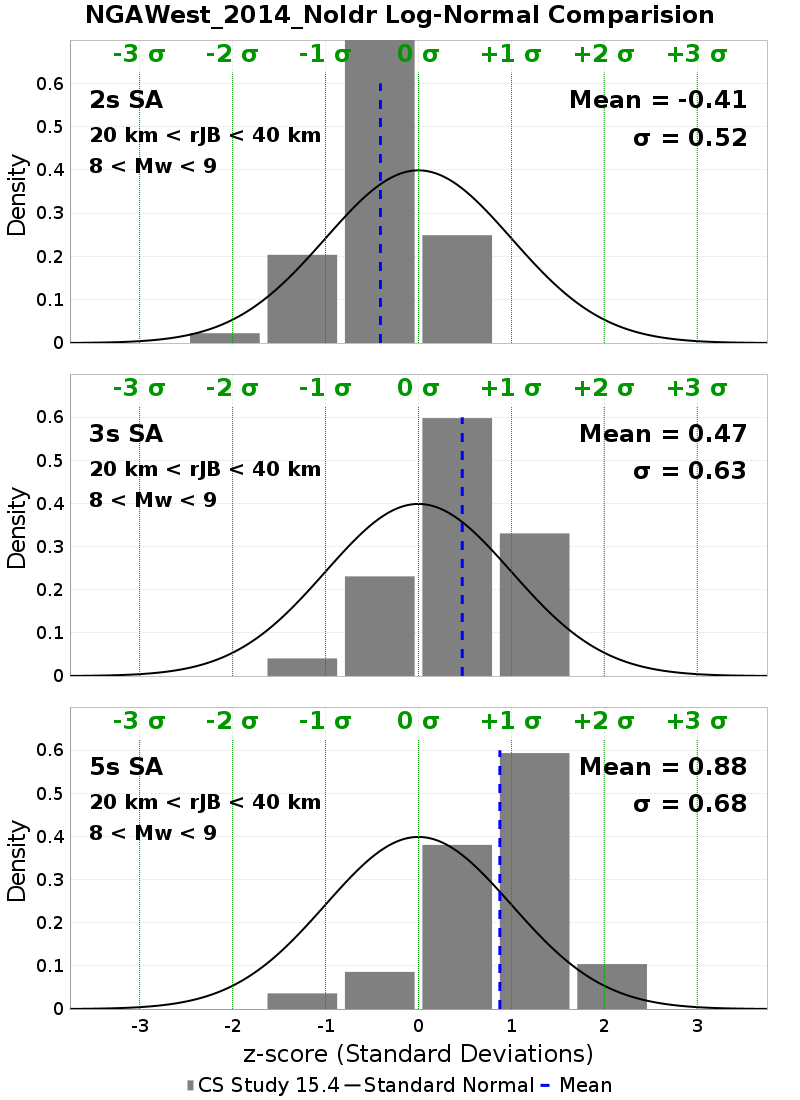 NGAWest_2014_NoIdr Log-Normal Comparision
-3 σ -2 σ -1 σ 0 σ +1 σ +2 σ +3 σ
2s SA
Mean = -0.41
20 km < rJB < 40 km
σ = 0.52
8 < Mw < 9
Density
0.6
0.5
0.4
0.3
0.2
0.1
0
-3 σ -2 σ -1 σ 0 σ +1 σ +2 σ +3 σ
3s SA
Mean = 0.47
20 km < rJB < 40 km
σ = 0.63
8 < Mw < 9
Density
0.6
0.5
0.4
0.3
0.2
0.1
0
-3 σ -2 σ -1 σ 0 σ +1 σ +2 σ +3 σ
5s SA
Mean = 0.88
20 km < rJB < 40 km
σ = 0.68
8 < Mw < 9
Density
0.6
0.5
0.4
0.3
0.2
0.1
0
-3 -2 -1 0 1 2 3
z-score (Standard Deviations)
CS Study 15.4 Standard Normal Mean